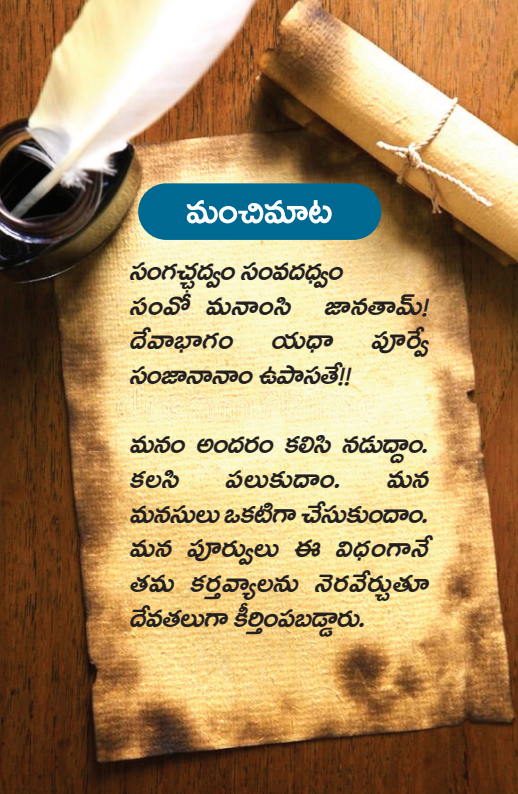 మంచిమాట
సంగచ్ఛద్వం సంవదధ్వం
సంవో మనాంసి జానతామ్!
దేవాభాగం యధా పూర్వే
సంజానానాం ఉపాసతే!!
మనం అందరం కలిసి నడుద్దాం.
కలసి పలుకుదాం. మన
మనసులు ఒకటిగా చేసుకుందాం.
మన పూర్వులు ఈ విధంగానే
తమ కర్తవ్యాలను నెరవేర్చుతూ
దేవతలుగా కీర్తింపబడ్డారు.